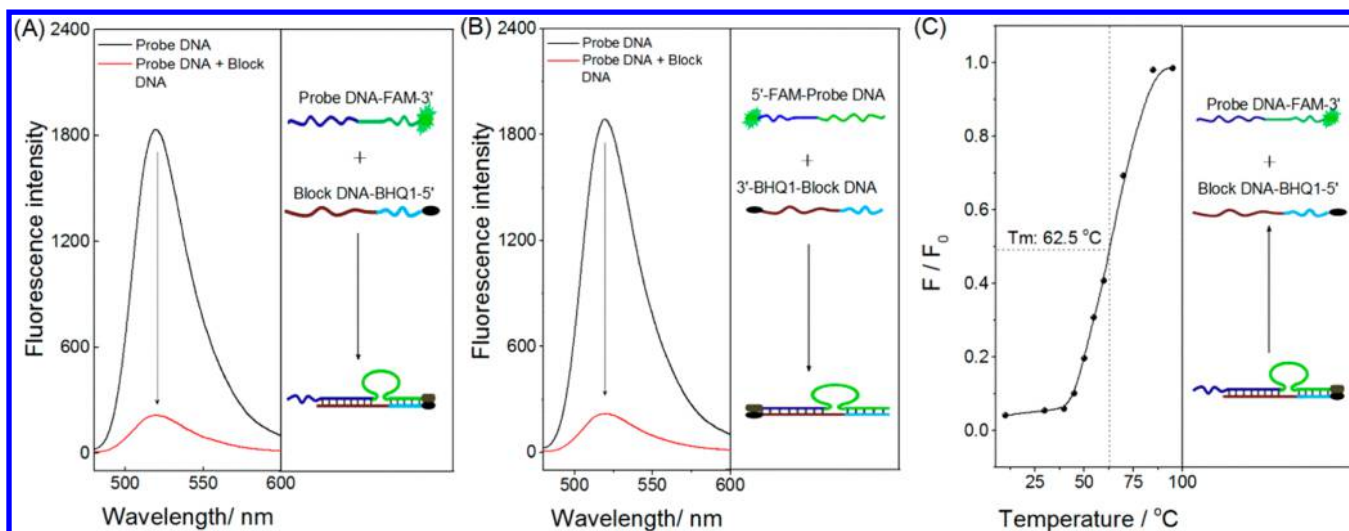 (A)
2400
1800
1200
600
0
Fluorescence intensity
500
550
600
Wavelength/ nm
Probe DNA
Probe DNA + Block
DNA
Probe DNA-FAM-3'
+
Block DNA-BHQ1-5'
(B)
2400
1800
1200
600
0
Fluorescence intensity
500
550
600
Wavelength/ nm
Probe DNA
Probe DNA + Block
DNA
5'-FAM-Probe DNA
+
3'-BHQ1-Block DNA
(C)
1.0
0.8
0.6
0.4
0.2
0.0
F / F0
Tm: 62.5 °C
25
50
75
100
Temperature / °C
Probe DNA-FAM-3'
+
Block DNA-BHQ1-5'